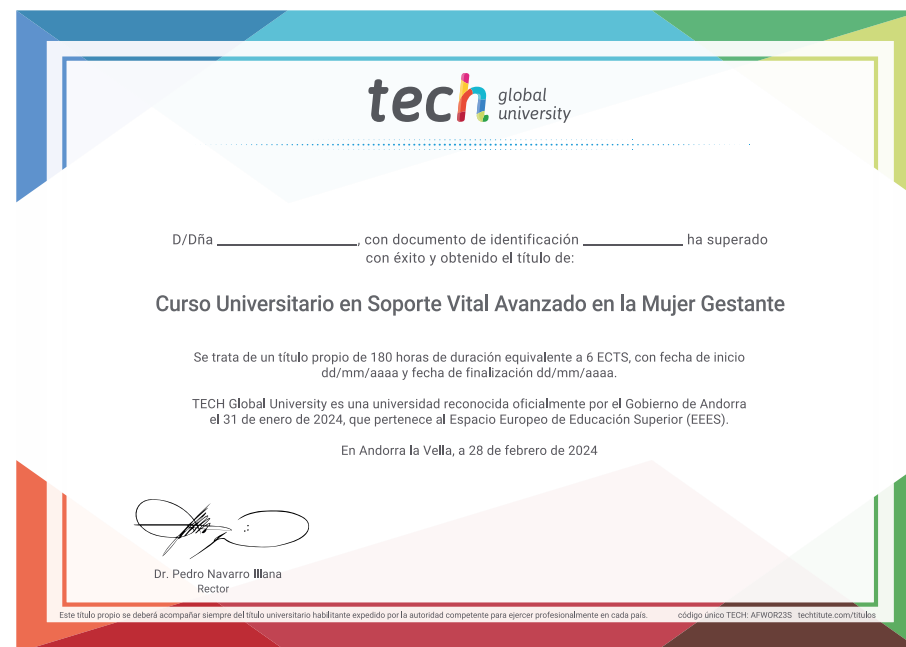 tech global university
D/Dña ____________, con documento de identificación ____________ ha superado
con éxito y obtenido el título de:
Curso Universitario en Soporte Vital Avanzado en la Mujer Gestante
Se trata de un título propio de 180 horas de duración equivalente a 6 ECTS, con fecha de inicio
dd/mm/aaaa y fecha de finalización dd/mm/aaaa.
TECH Global University es una universidad reconocida oficialmente por el Gobierno de Andorra
el 31 de enero de 2024, que pertenece al Espacio Europeo de Educación Superior (EEES).
En Andorra la Vella, a 28 de febrero de 2024
Dr. Pedro Navarro Illana
Rector
Este título propio se deberá acompañar siempre del título universitario habilitante expedido por la autoridad competente para ejercer profesionalmente en cada país. código único TECH: AFWOR23S techtitute.com/titulos